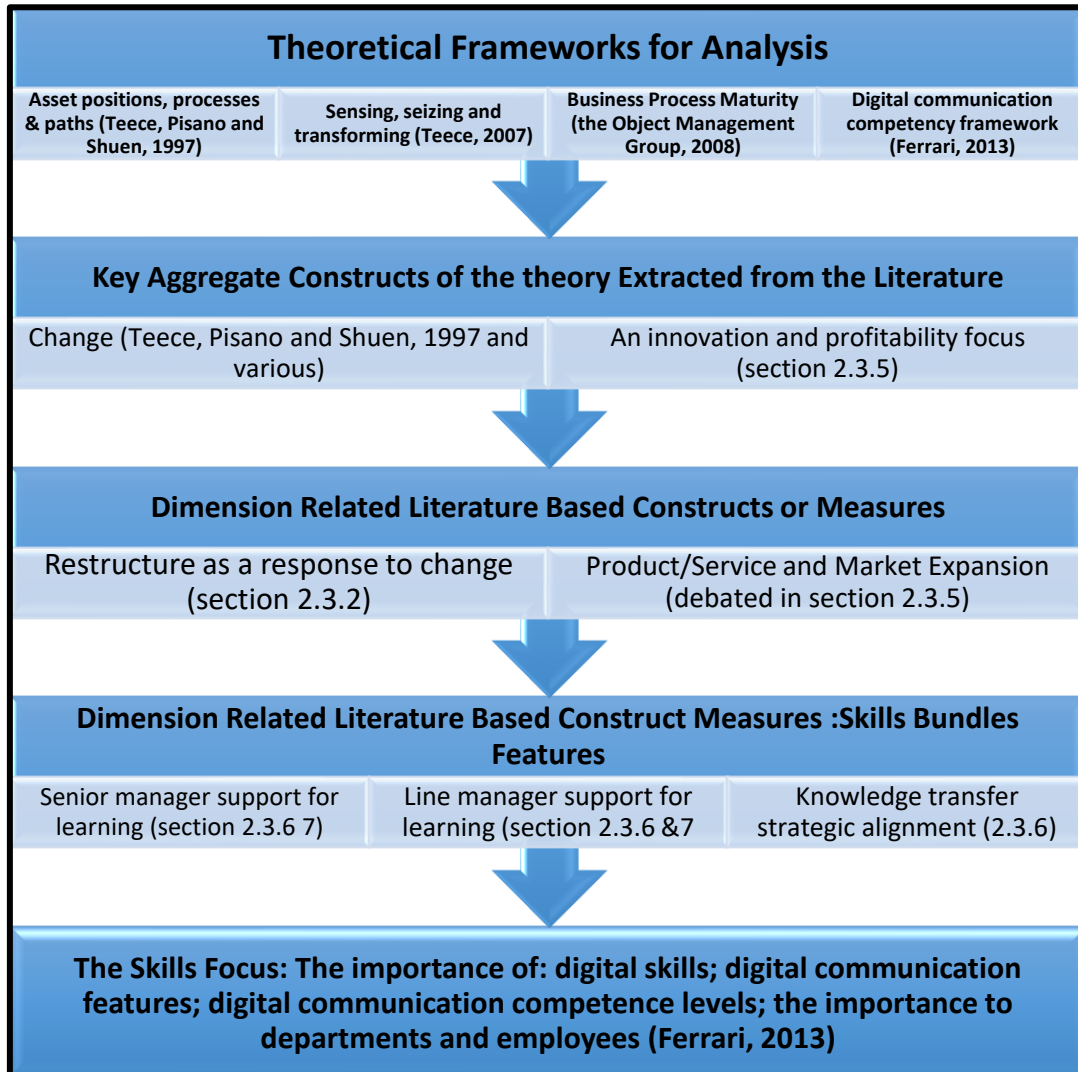 Theoretical Frameworks for Analysis
Asset positions, processes
& paths (Teece, Pisano and
Shuen, 1997)
Sensing, seizing and
transforming (Teece, 2007)
Business Process Maturity
(the Object Management
Group, 2008)
Digital communication
competency framework
(Ferrari, 2013)
Key Aggregate Constructs of the theory Extracted from the Literature
Change (Teece, Pisano and Shuen, 1997 and
various)
An innovation and profitability focus
(section 2.3.5)
Dimension Related Literature Based Constructs or Measures
Restructure as a response to change
(section 2.3.2)
Product/Service and Market Expansion
(debated in section 2.3.5)
Dimension Related Literature Based Construct Measures :Skills Bundles
Features
Senior manager support for
learning (section 2.3.6 7)
Line manager support for
learning (section 2.3.6 &7
Knowledge transfer
strategic alignment (2.3.6)
The Skills Focus: The importance of: digital skills; digital communication
features; digital communication competence levels; the importance to
departments and employees (Ferrari, 2013)